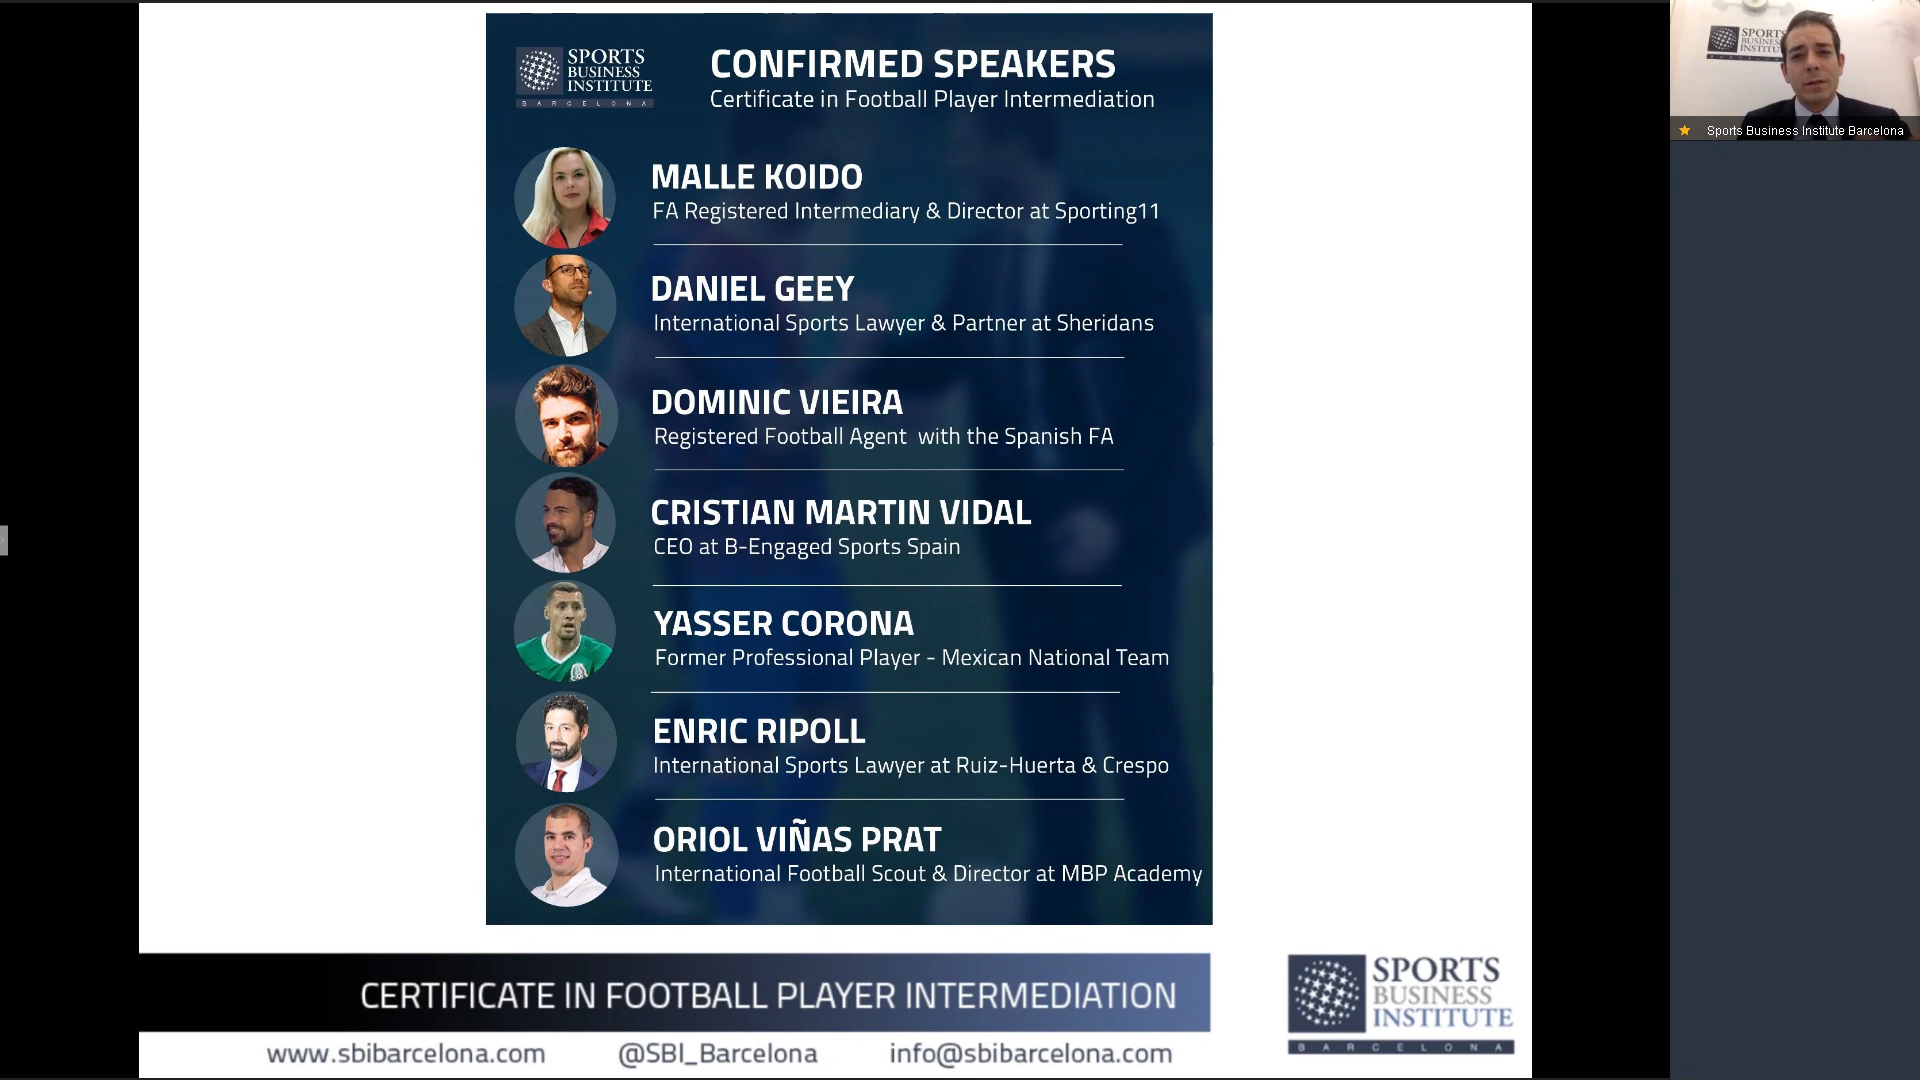 SPORTS
BUSINESS
INSTITUTE
BARCELONA
CONFIRMED SPEAKERS
Certificate in Football Player Intermediation
MALLE KOIDO
FA Registered Intermediary & Director at Sporting11
DANIEL GEEY
International Sports Lawyer & Partner at Sheridans
DOMINIC VIEIRA
Registered Football Agent with the Spanish FA
CRISTIAN MARTIN VIDAL
CEO at B-Engaged Sports Spain
YASSER CORONA
Former Professional Player - Mexican National Team
ENRIC RIPOLL
International Sports Lawyer at Ruiz-Huerta & Crespo
ORIOL VIÑAS PRAT
International Football Scout & Director at MBP Academy
CERTIFICATE IN FOOTBALL PLAYER INTERMEDIATION
www.sbibarcelona.com @SBI_Barcelona info@sbibarcelona.com
SPORTS
BUSINESS
INSTITUTE
BARCELONA
SPORTS
BUSINESS
Sports Business Institute Barcelona